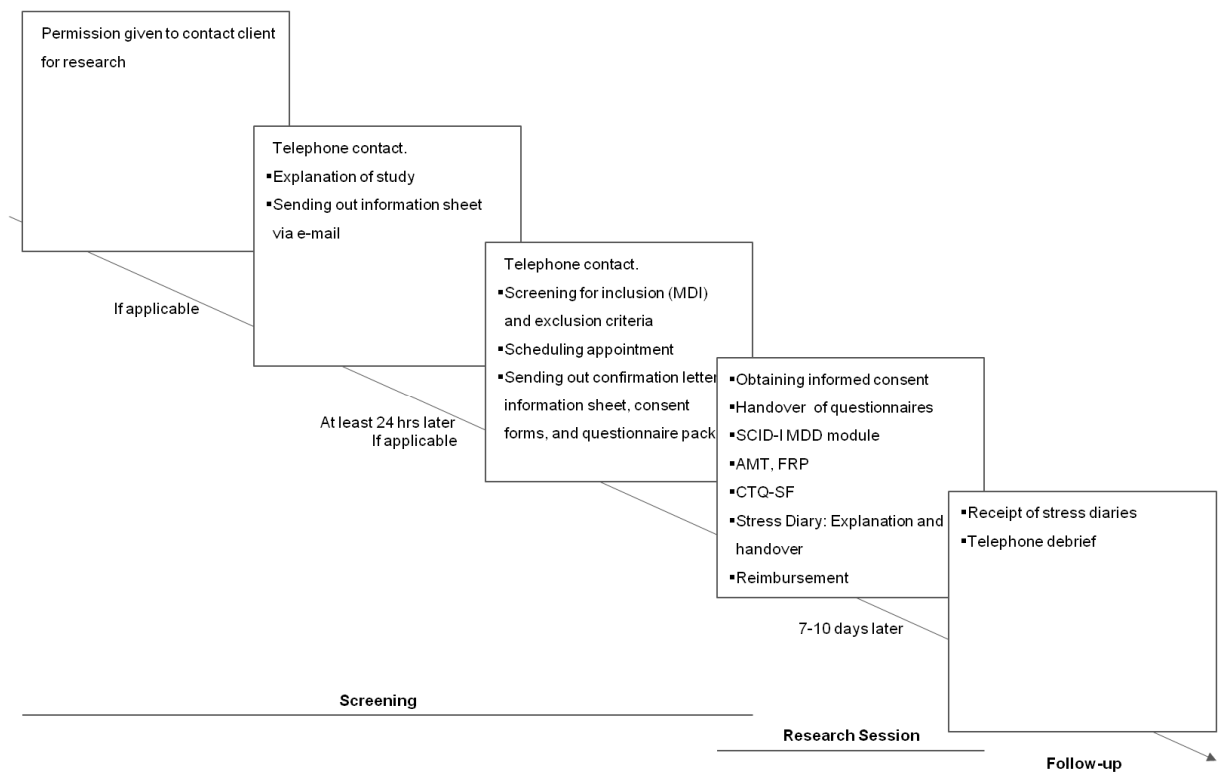 Permission given to contact client
for research
Telephone contact.
▪Explanation of study
▪Sending out information sheet
via e-mail
If applicable
Telephone contact.
▪Screening for inclusion (MDI)
and exclusion criteria
▪Scheduling appointment
▪Sending out confirmation letter
information sheet, consent
forms, and questionnaire pack
At least 24 hrs later
If applicable
▪Obtaining informed consent
▪Handover of questionnaires
▪SCID-I MDD module
▪AMT, FRP
▪CTQ-SF
▪Stress Diary: Explanation and
handover
▪Reimbursement
▪Receipt of stress diaries
▪Telephone debrief
7-10 days later
Screening
Research Session
Follow-up